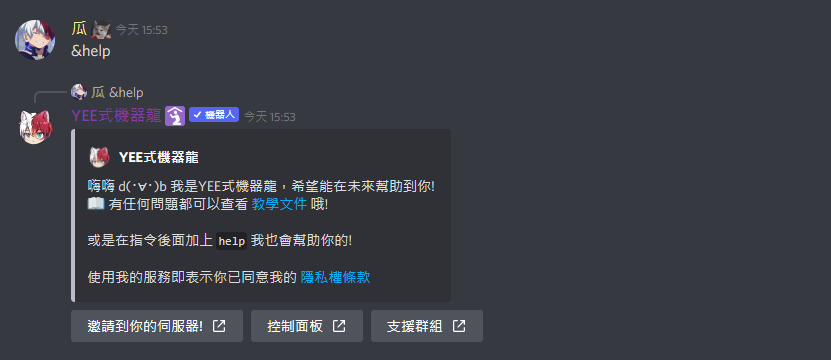 瓜 今天 15:53
&help
瓜 &help
YEE式機器龍 機器人 今天 15:53
YEE式機器龍
嗨嗨 d(･∀･)b 我是YEE式機器龍，希望能在未來幫助到你!
有任何問題都可以查看 教學文件 哦!
或是在指令後面加上 help 我也會幫助你的!
使用我的服務即表示你已同意我的 隱私權條款
邀請到你的伺服器! 控制面板 支援群組